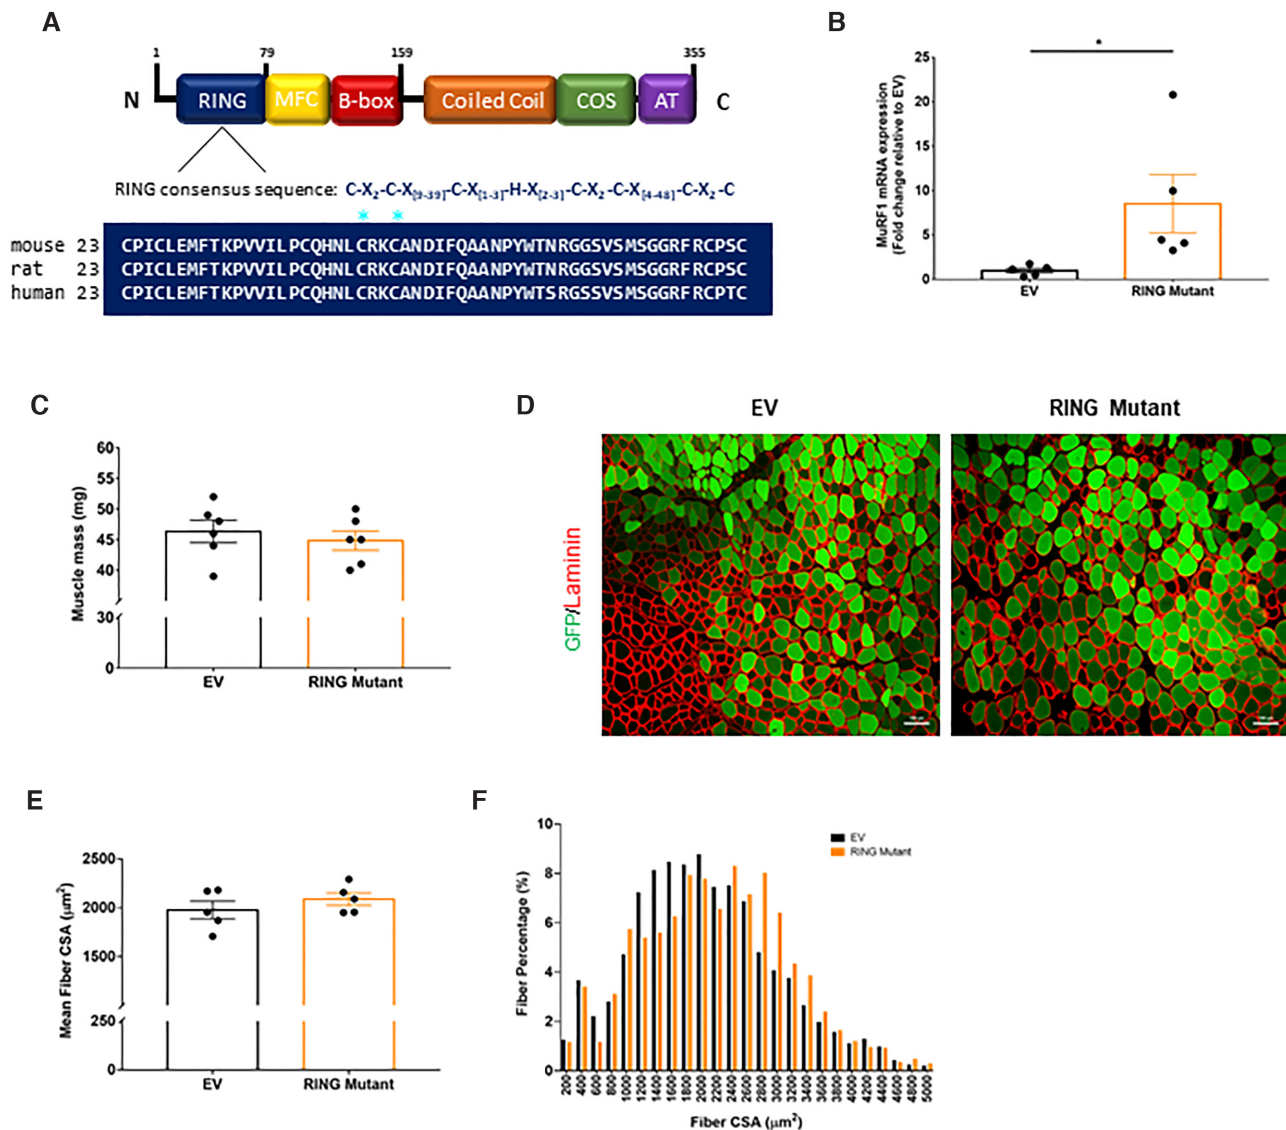 A
1 79 159 355
N RING MFC B-box Coiled Coil COS AT C
RING consensus sequence: C-X2-C-X[9-39]-C-X[1-3]-H-X[2-3]-C-X2-C-X[4-48]-C-X2-C
* *
mouse 23 CPICLEMFTKPVVILPCQHNLCRKCANDIFQAANPYWTNRGGSVSMSGGRFRCPSC
rat 23 CPICLEMFTKPVVILPCQHNLCRKCANDIFQAANPYWTNRGGSVSMSGGRFRCPSC
human 23 CPICLEMFTKPVVILPCQHNLCRKCANDIFQAANPYWTSRGSSVSMSGGRFRCPTC
B
MuRF1 mRNA expression
(Fold change relative to EV)
25
20
15
10
5
0
*
EV RING Mutant
C
Muscle mass (mg)
60
55
50
45
40
30
0
EV RING Mutant
D
EV RING Mutant
GFP/Laminin
E
Mean Fiber CSA (μm²)
2500
2000
1500
250
0
EV RING Mutant
F
Fiber Percentage (%)
10
8
6
4
2
0
EV
RING Mutant
200 400 600 800 1000 1200 1400 1600 1800 2000 2200 2400 2600 2800 3000 3200 3400 3600 3800 4000 4200 4400 4600 4800 5000
Fiber CSA (μm²)